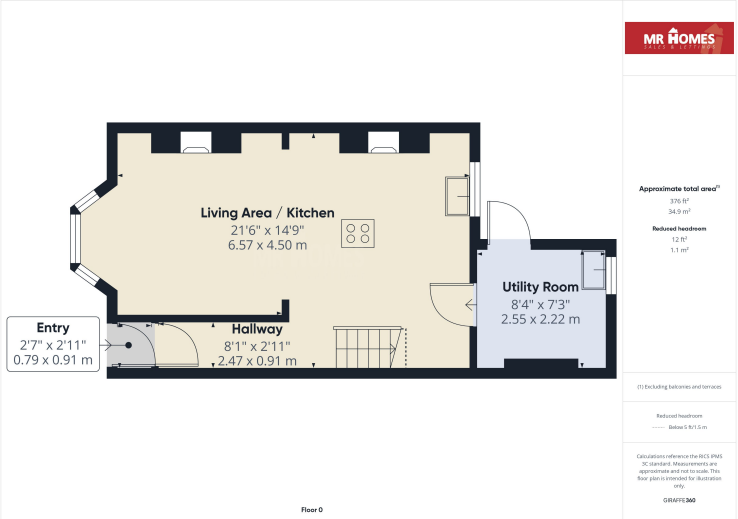 MR HOMES
SALES & LETTINGS
Living Area / Kitchen
21'6" x 14'9"
6.57 x 4.50 m
Utility Room
8'4" x 7'3"
2.55 x 2.22 m
Entry
2'7" x 2'11"
0.79 x 0.91 m
Hallway
8'1" x 2'11"
2.47 x 0.91 m
Floor 0
Approximate total area(1)
376 ft²
34.9 m²
Reduced headroom
12 ft²
1.1 m²
(1) Excluding balconies and terraces
Reduced headroom
Below 5 ft/1.5 m
Calculations reference the RICS IPMS
3C standard. Measurements are
approximate and not to scale. This
floor plan is intended for illustration
only.
GIRAFFE360